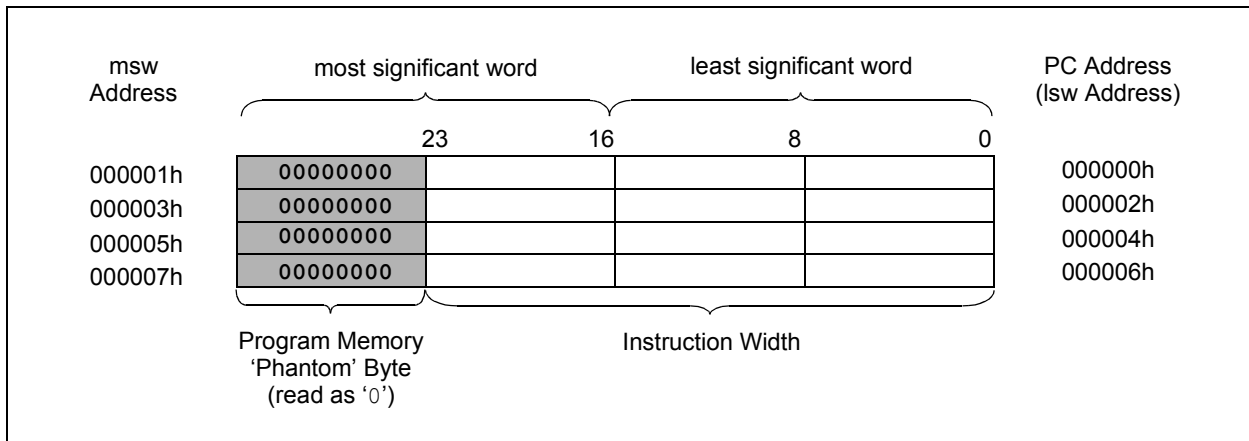 msw
Address
most significant word
least significant word
PC Address
(lsw Address)
23
16
8
0
000001h
00000000
000000h
000003h
00000000
000002h
000005h
00000000
000004h
000007h
00000000
000006h
Program Memory
‘Phantom’ Byte
(read as ‘0’)
Instruction Width